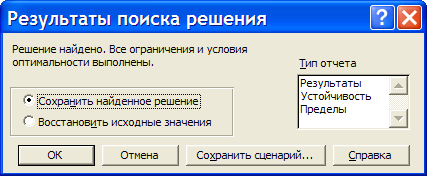 Результаты поиска решения
Решение найдено. Все ограничения и условия
оптимальности выполнены.
Тип отчета
Результаты
Устойчивость
Пределы
Сохранить найденное решение
Восстановить исходные значения
ОК
Отмена
Сохранить сценарий...
Справка